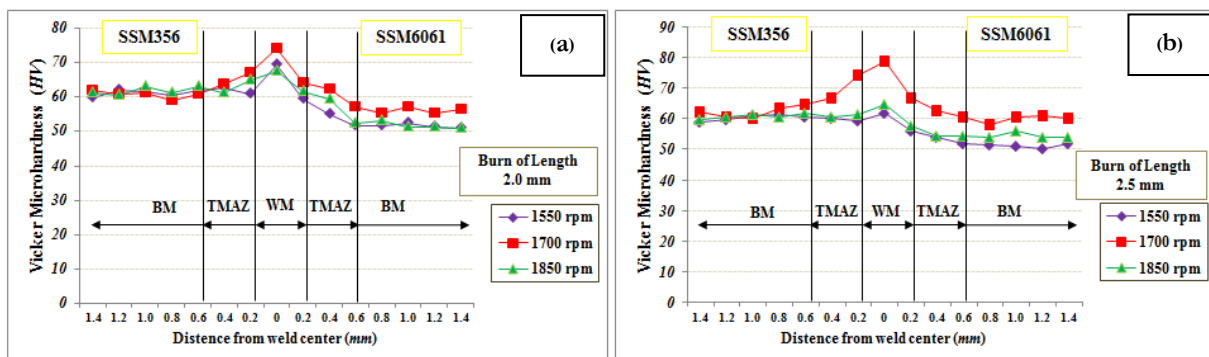 80
70
60
50
40
30
20
10
0
Vicker Microhardness (HV)
SSM356
SSM6061
(a)
Burn of Length
2.0 mm
BM
TMAZ
WM
TMAZ
BM
1550 rpm
1700 rpm
1850 rpm
1.4 1.2 1.0 0.8 0.6 0.4 0.2 0 0.2 0.4 0.6 0.8 1.0 1.2 1.4
Distence from weld center (mm)
90
80
70
60
50
40
30
20
10
0
Vicker Microhardness (HV)
SSM356
SSM6061
(b)
Burn of Length
2.5 mm
BM
TMAZ
WM
TMAZ
BM
1550 rpm
1700 rpm
1850 rpm
1.4 1.2 1.0 0.8 0.6 0.4 0.2 0 0.2 0.4 0.6 0.8 1.0 1.2 1.4
Distence from weld center (mm)